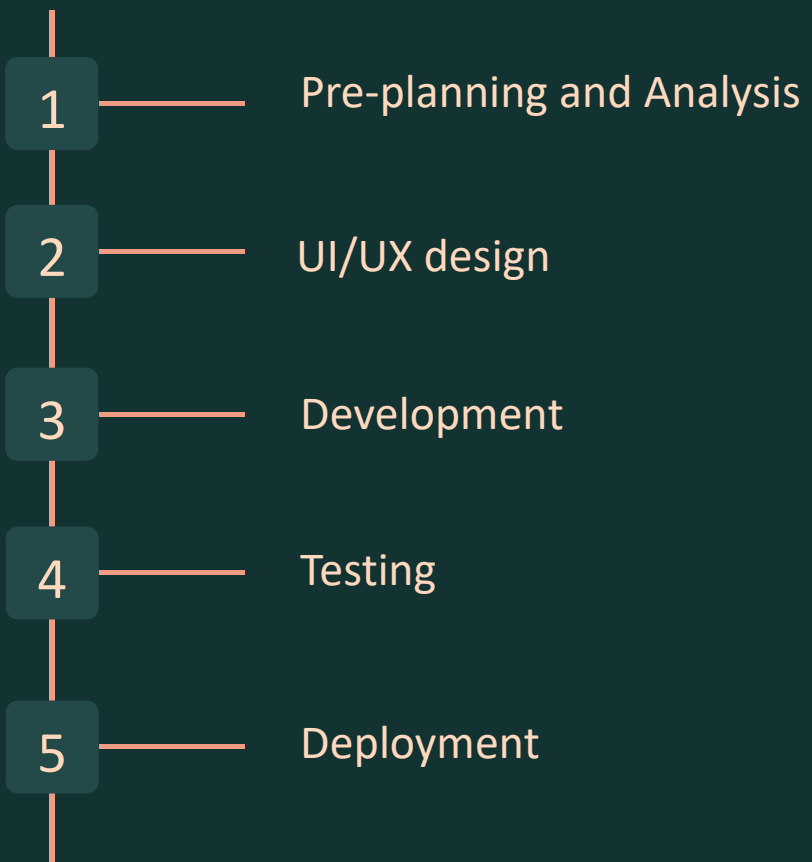 1
Pre-planning and Analysis
2
UI/UX design
3
Development
4
Testing
5
Deployment